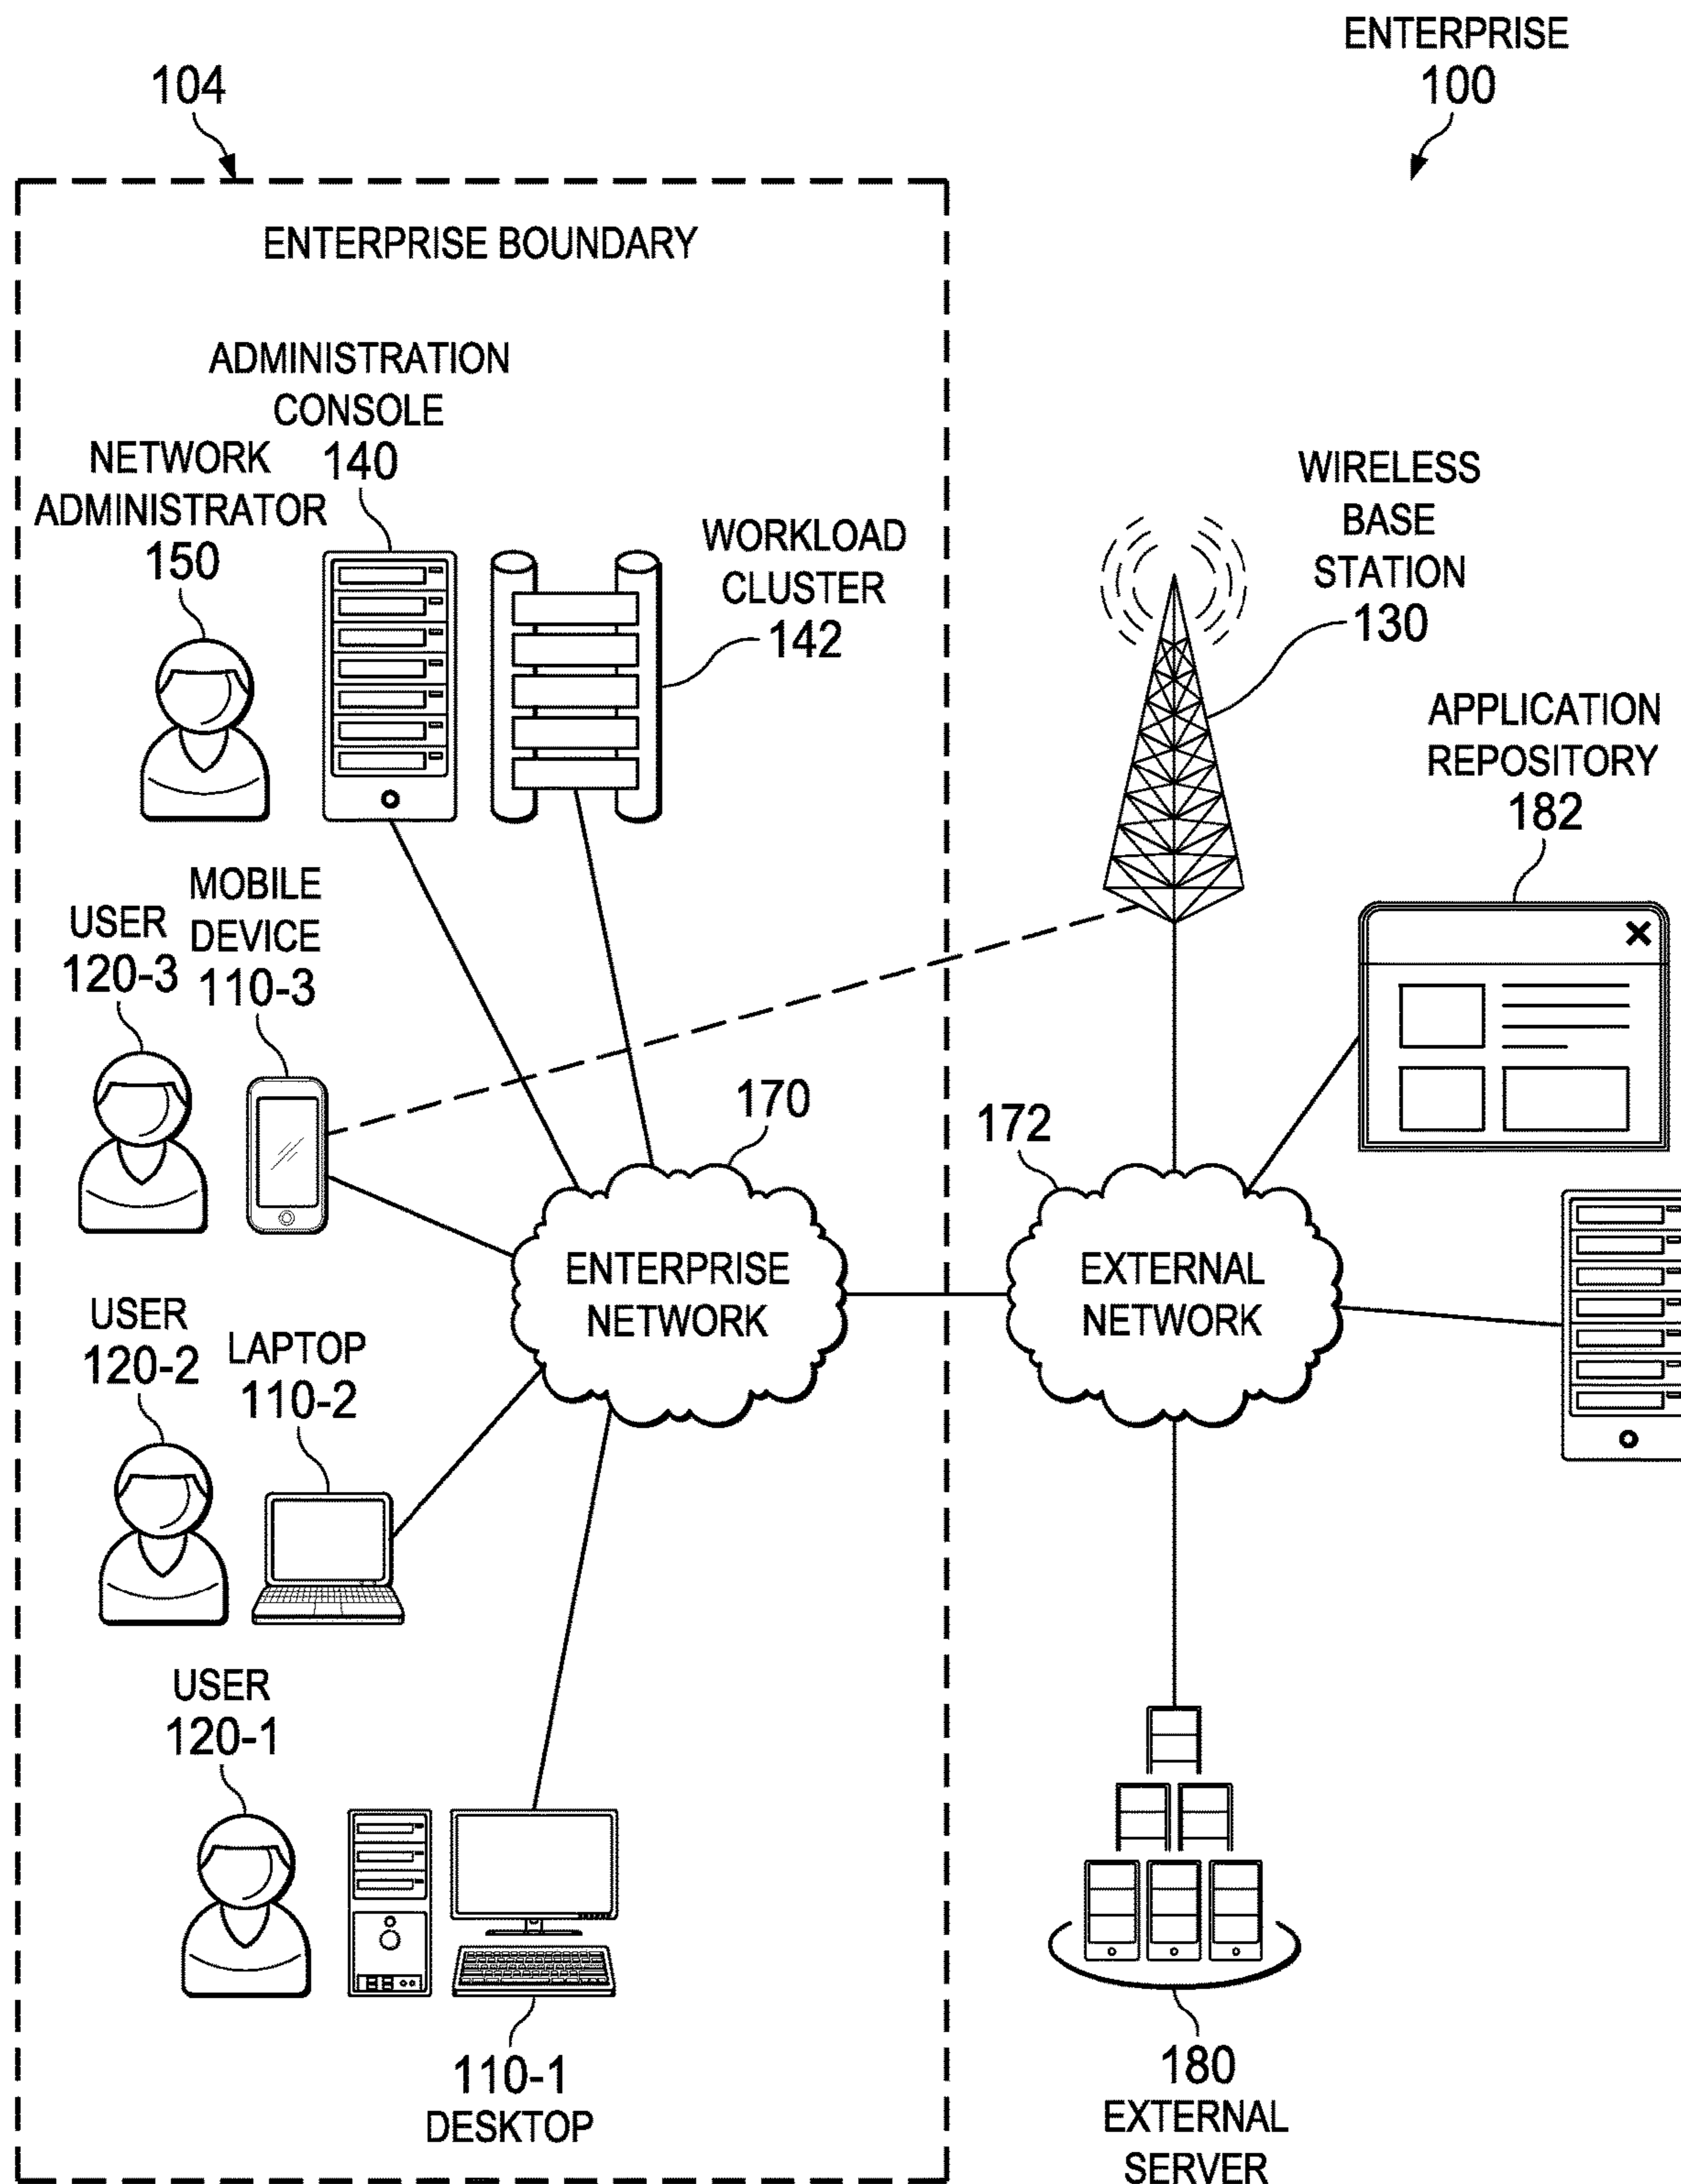 ENTERPRISE
100
104
ENTERPRISE BOUNDARY
ADMINISTRATION
CONSOLE
140
NETWORK
ADMINISTRATOR
150
WORKLOAD
CLUSTER
142
WIRELESS
BASE
STATION
130
APPLICATION
REPOSITORY
182
MOBILE
DEVICE
110-3
USER
120-3
170
172
ENTERPRISE
NETWORK
EXTERNAL
NETWORK
USER
120-2
LAPTOP
110-2
USER
120-1
110-1
DESKTOP
180
EXTERNAL
SERVER